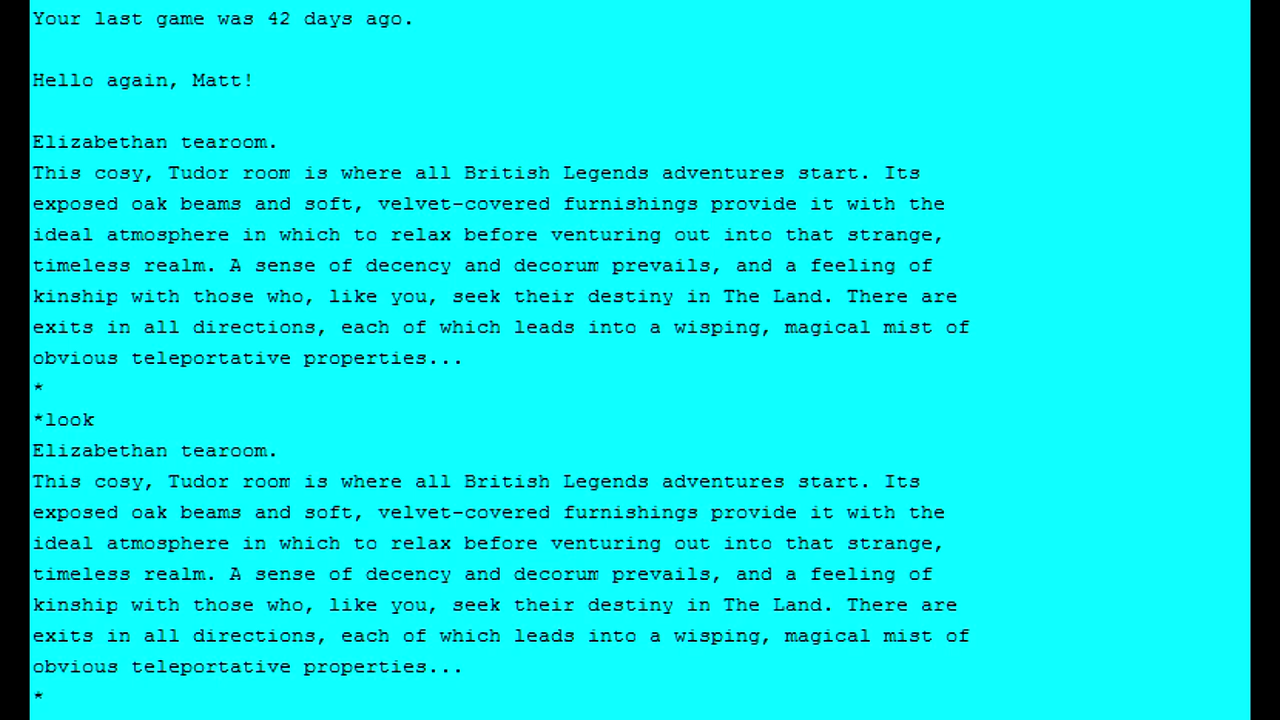 Your last game was 42 days ago.
Hello again, Matt!
Elizabethan tearoom.
This cosy, Tudor room is where all British Legends adventures start. Its
exposed oak beams and soft, velvet-covered furnishings provide it with the
ideal atmosphere in which to relax before venturing out into that strange,
timeless realm. A sense of decency and decorum prevails, and a feeling of
kinship with those who, like you, seek their destiny in The Land. There are
exits in all directions, each of which leads into a wisping, magical mist of
obvious teleportative properties...
*
*look
Elizabethan tearoom.
This cosy, Tudor room is where all British Legends adventures start. Its
exposed oak beams and soft, velvet-covered furnishings provide it with the
ideal atmosphere in which to relax before venturing out into that strange,
timeless realm. A sense of decency and decorum prevails, and a feeling of
kinship with those who, like you, seek their destiny in The Land. There are
exits in all directions, each of which leads into a wisping, magical mist of
obvious teleportative properties...
*